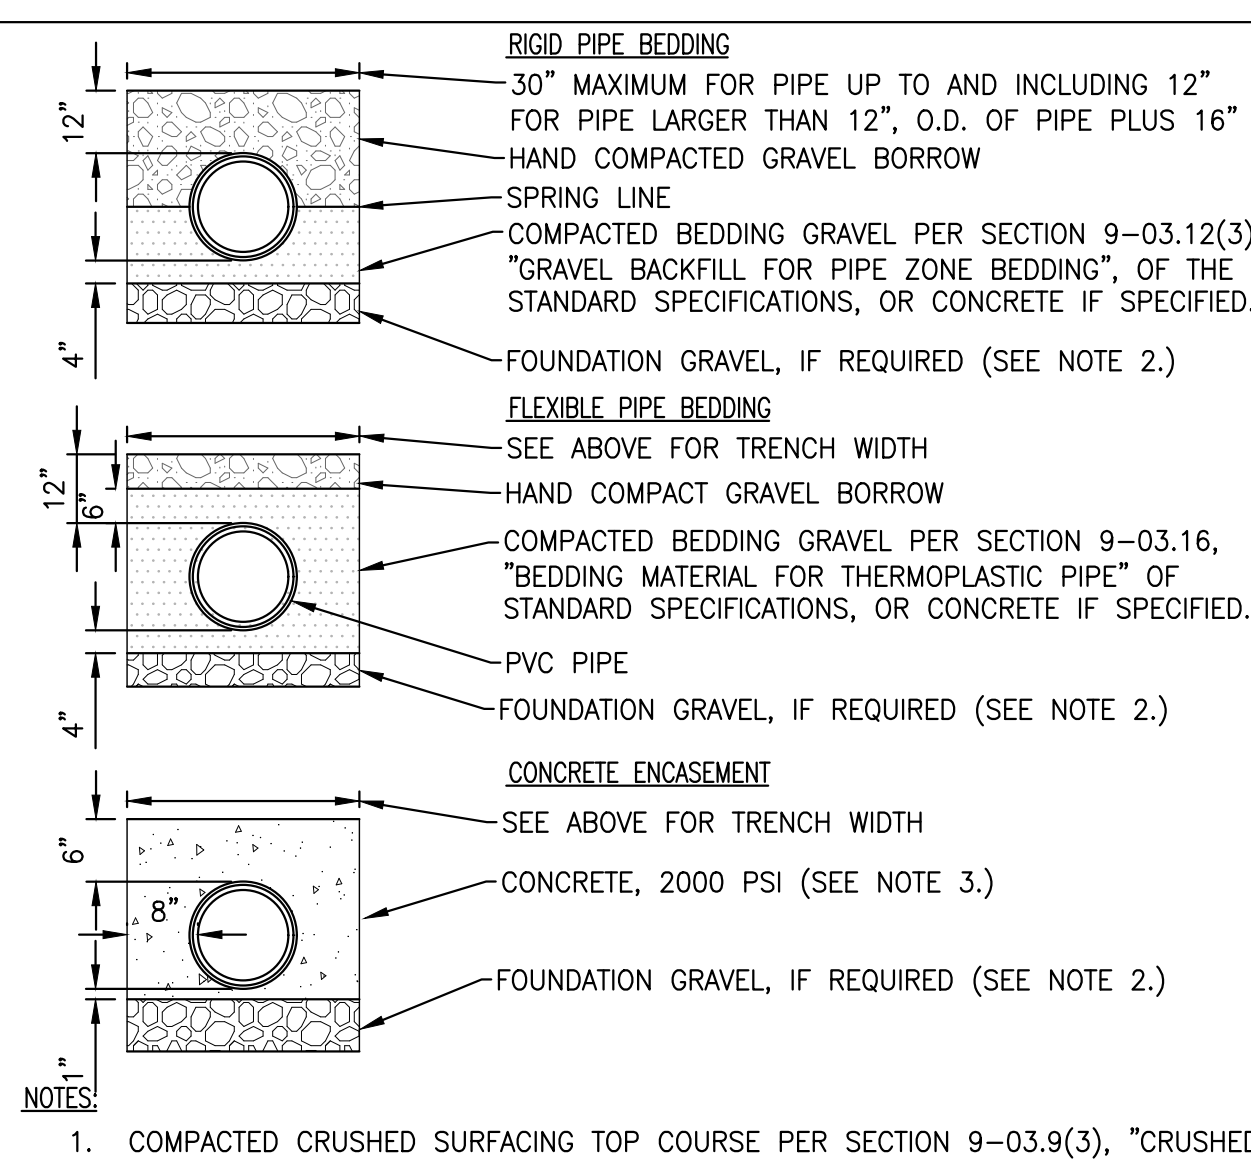 RIGID PIPE BEDDING
12"
30" MAXIMUM FOR PIPE UP TO AND INCLUDING 12"
FOR PIPE LARGER THAN 12", O.D. OF PIPE PLUS 16"
HAND COMPACTED GRAVEL BORROW
SPRING LINE
COMPACTED BEDDING GRAVEL PER SECTION 9-03.12(3)
"GRAVEL BACKFILL FOR PIPE ZONE BEDDING", OF THE
STANDARD SPECIFICATIONS, OR CONCRETE IF SPECIFIED.
4"
FOUNDATION GRAVEL, IF REQUIRED (SEE NOTE 2.)
FLEXIBLE PIPE BEDDING
SEE ABOVE FOR TRENCH WIDTH
12"
6"
HAND COMPACT GRAVEL BORROW
COMPACTED BEDDING GRAVEL PER SECTION 9-03.16,
"BEDDING MATERIAL FOR THERMOPLASTIC PIPE" OF
STANDARD SPECIFICATIONS, OR CONCRETE IF SPECIFIED.
PVC PIPE
4"
FOUNDATION GRAVEL, IF REQUIRED (SEE NOTE 2.)
CONCRETE ENCASEMENT
SEE ABOVE FOR TRENCH WIDTH
6"
CONCRETE, 2000 PSI (SEE NOTE 3.)
8"
FOUNDATION GRAVEL, IF REQUIRED (SEE NOTE 2.)
1"
NOTES:
1. COMPACTED CRUSHED SURFACING TOP COURSE PER SECTION 9-03.9(3), "CRUSHED